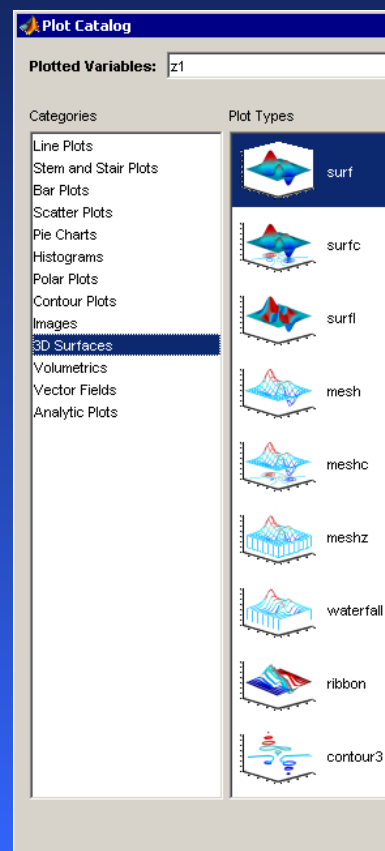 Plot Catalog
Plotted Variables: z1
Categories
Plot Types
Line Plots
Stem and Stair Plots
Bar Plots
Scatter Plots
Pie Charts
Histograms
Polar Plots
Contour Plots
Images
3D Surfaces
Volumetrics
Vector Fields
Analytic Plots
surf
surfc
surfl
mesh
meshc
meshz
waterfall
ribbon
contour3